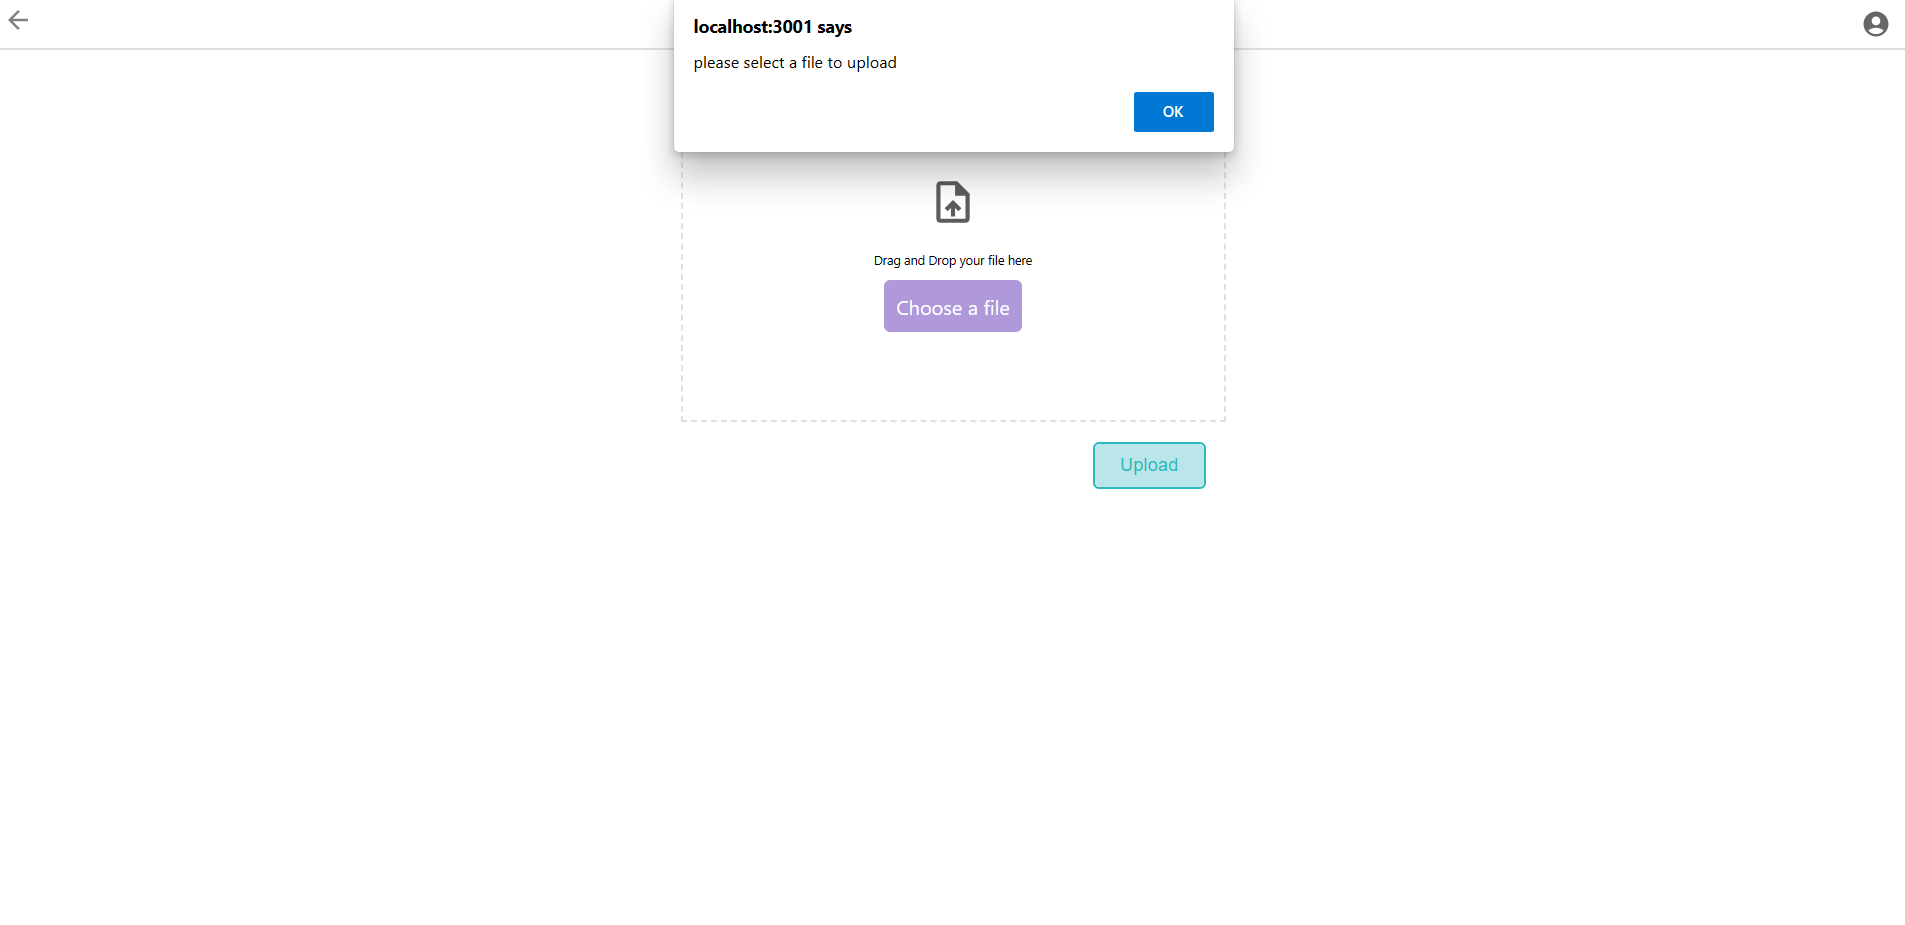 localhost:3001 says
please select a file to upload
OK
Drag and Drop your file here
Choose a file
Upload